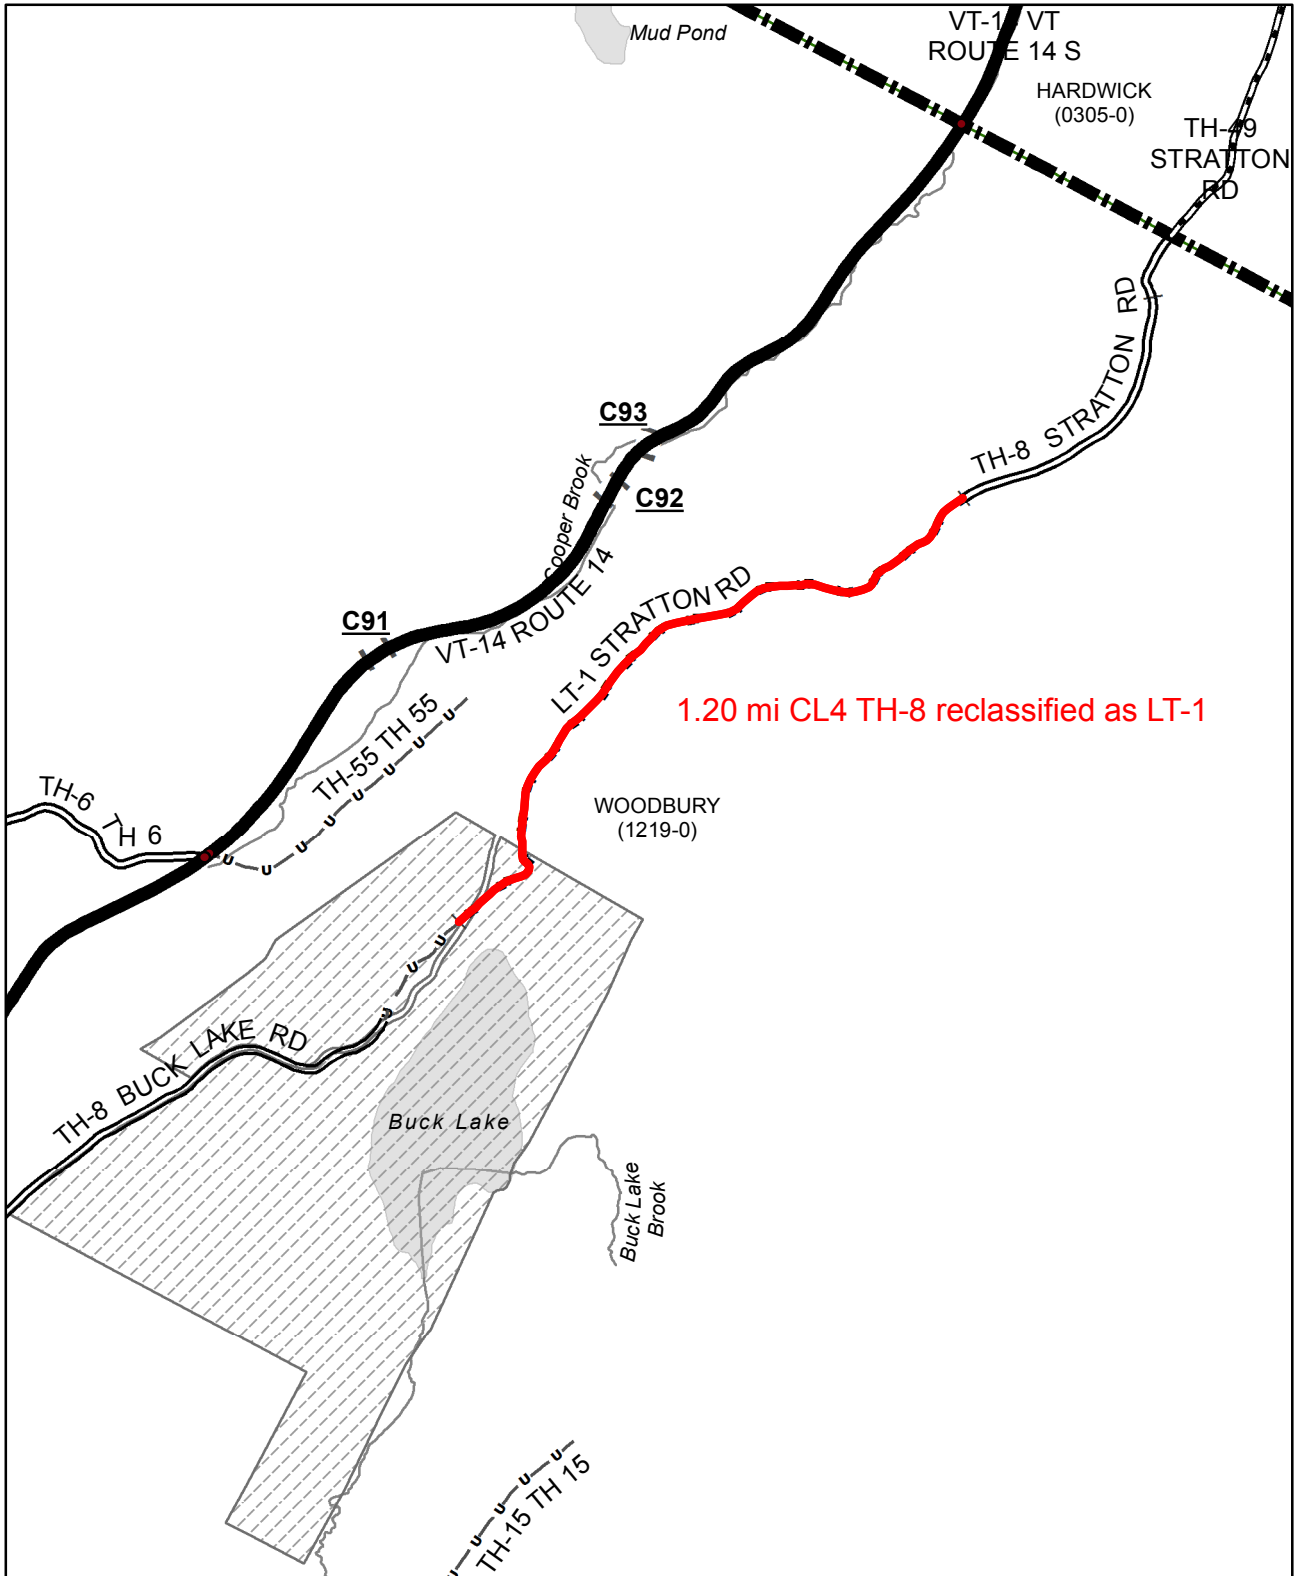 Mud Pond
VT-1 VT
ROUTE 14 S
HARDWICK
(0305-0)
TH-49
STRATTON
RD
TH-8 STRATTON RD
C93
C92
Cooper Brook
VT-14 ROUTE 14
C91
LT-1 STRATTON RD
1.20 mi CL4 TH-8 reclassified as LT-1
TH-55 TH 55
TH-6 TH 6
WOODBURY
(1219-0)
TH-8 BUCK LAKE RD
Buck Lake
Buck Lake
Brook
TH-15 TH 15